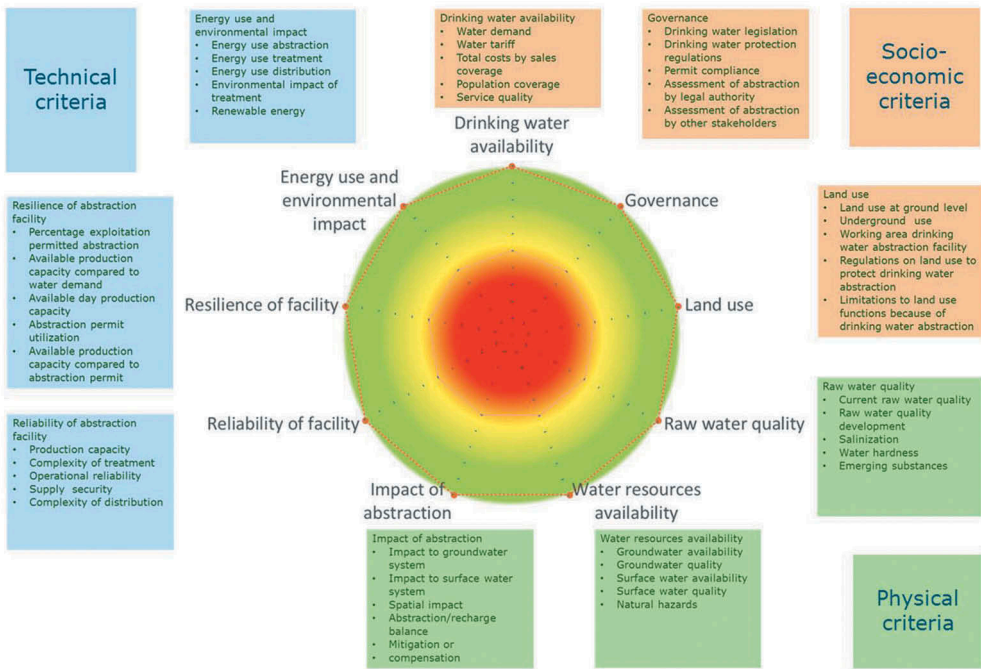 Technical
criteria
Energy use and
environmental impact
• Energy use abstraction
• Energy use treatment
• Energy use distribution
• Environmental impact of
treatment
• Renewable energy
Drinking water availability
• Water demand
• Water tariff
• Total costs by sales
coverage
• Population coverage
• Service quality
Governance
• Drinking water legislation
• Drinking water protection
regulations
• Permit compliance
• Assessment of abstraction
by legal authority
• Assessment of abstraction
by other stakeholders
Socio-
economic
criteria
Drinking water
availability
Energy use and
environmental
impact
Governance
Resilience of abstraction
facility
• Percentage exploitation
permitted abstraction
• Available production
capacity compared to
water demand
• Available day production
capacity
• Abstraction permit
utilization
• Available production
capacity compared to
abstraction permit
Resilience of facility
Land use
Land use
• Land use at ground level
• Underground use
• Working area drinking
water abstraction facility
• Regulations on land use to
protect drinking water
abstraction
• Limitations to land use
functions because of
drinking water abstraction
Reliability of abstraction
facility
• Production capacity
• Complexity of treatment
• Operational reliability
• Supply security
• Complexity of distribution
Reliability of facility
Raw water quality
Raw water quality
• Current raw water quality
• Raw water quality
development
• Salinization
• Water hardness
• Emerging substances
Impact of
abstraction
Water resources
availability
Impact of abstraction
• Impact to groundwater
system
• Impact to surface water
system
• Spatial impact
• Abstraction/recharge
balance
• Mitigation or
• compensation
Water resources availability
• Groundwater availability
• Groundwater quality
• Surface water availability
• Surface water quality
• Natural hazards
Physical
criteria